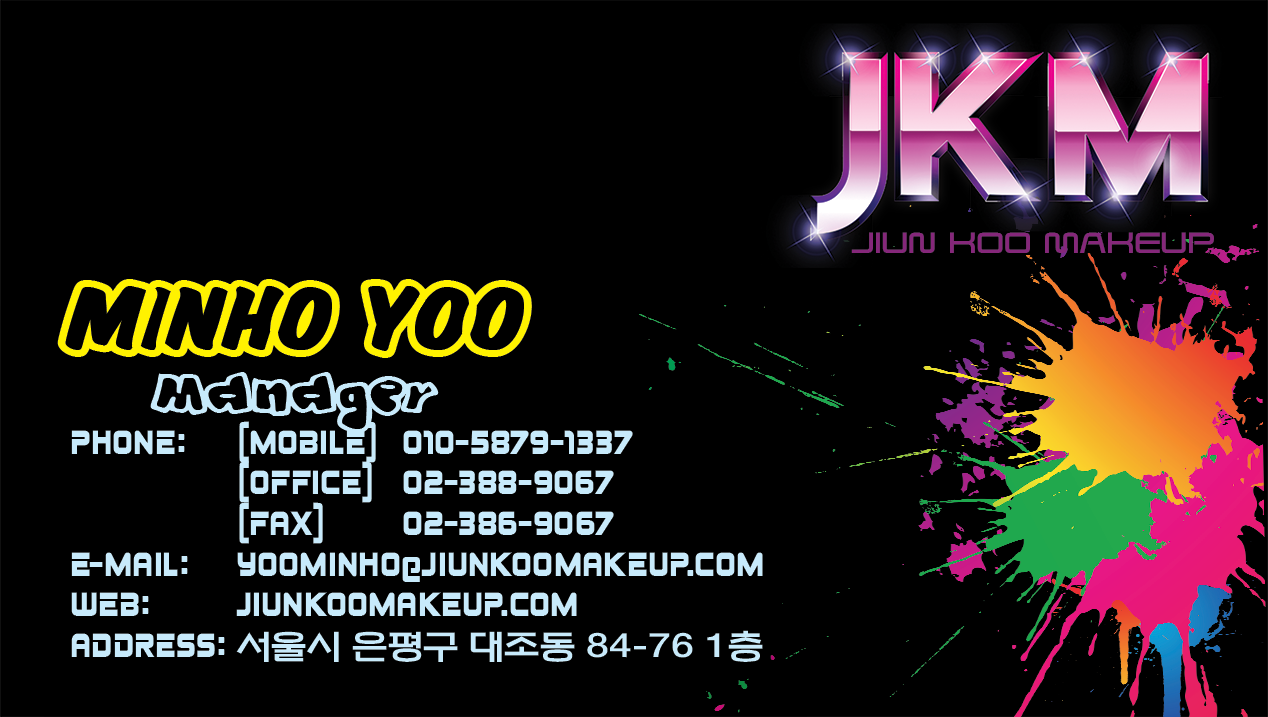 JKM
JIUN KOO MAKEUP
MINHO YOO
Manager
PHONE: [MOBILE] 010-5879-1337
[OFFICE] 02-388-9067
[FAX] 02-386-9067
E-MAIL: YOOMINHO@JIUNKOOMAKEUP.COM
WEB: JIUNKOOMAKEUP.COM
ADDRESS: 서울시 은평구 대조동 84-76 1층